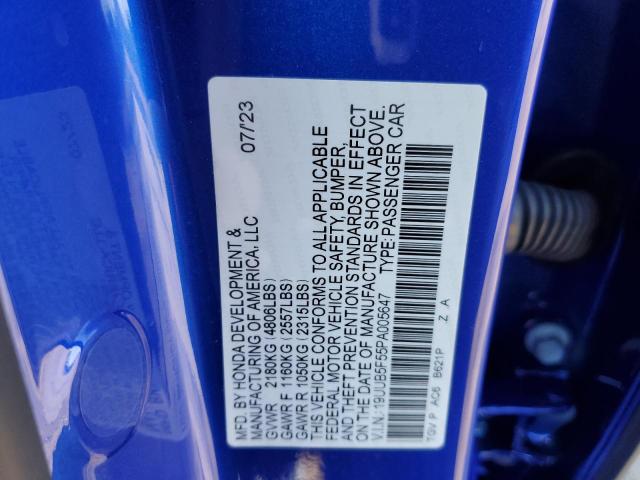 MFD. BY HONDA DEVELOPMENT & 07/23
MANUFACTURING OF AMERICA, LLC
GVWR 2180KG (4806LBS)
GAWR F 1160KG (2557LBS)
GAWR R 1050KG (2315LBS)
THIS VEHICLE CONFORMS TO ALL APPLICABLE
FEDERAL MOTOR VEHICLE SAFETY, BUMPER,
AND THEFT PREVENTION STANDARDS IN EFFECT
ON THE DATE OF MANUFACTURE SHOWN ABOVE.
V.I.N.: 19UUB5F55PA005647 TYPE:PASSENGER CAR
TGV P A06 B621P Z A